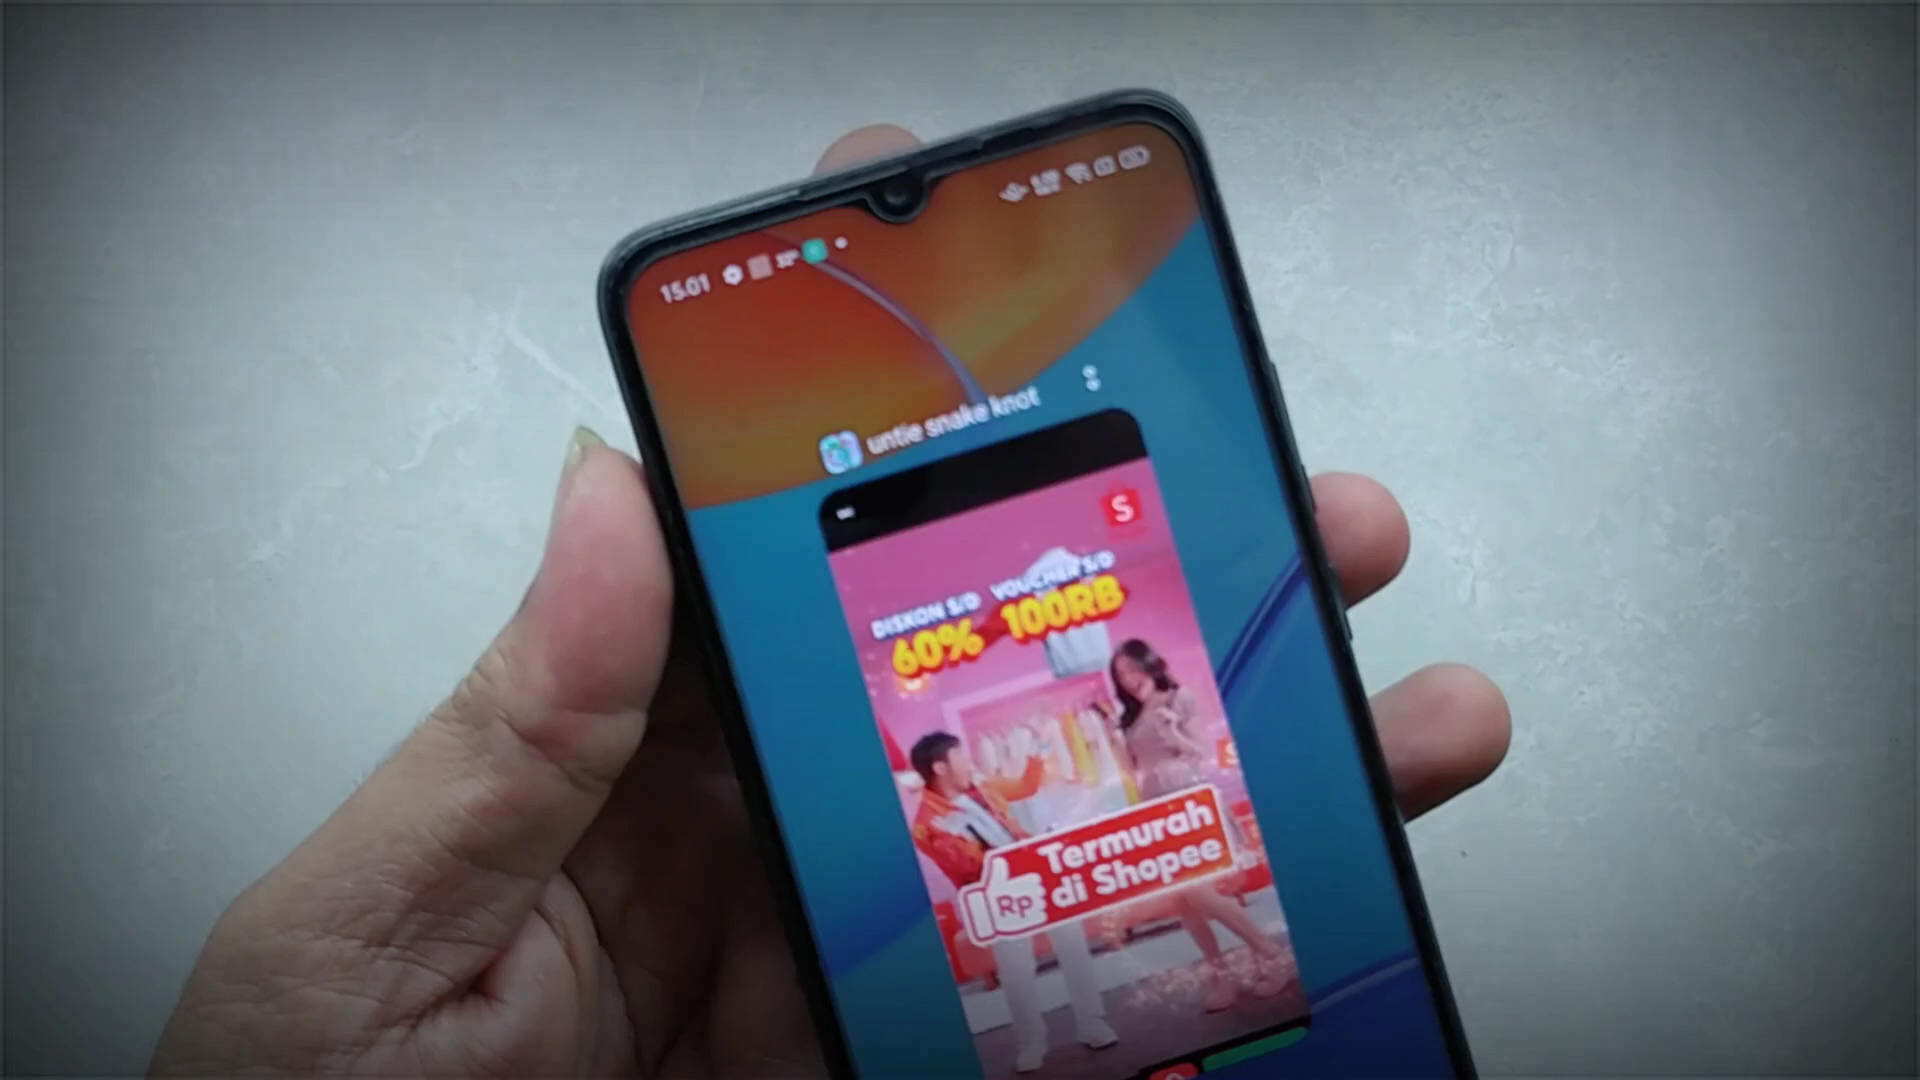 15.01
untie snake knot
S
DISKON S/D VOUCHER S/D
60% 100RB
Termurah
di Shopee
Rp